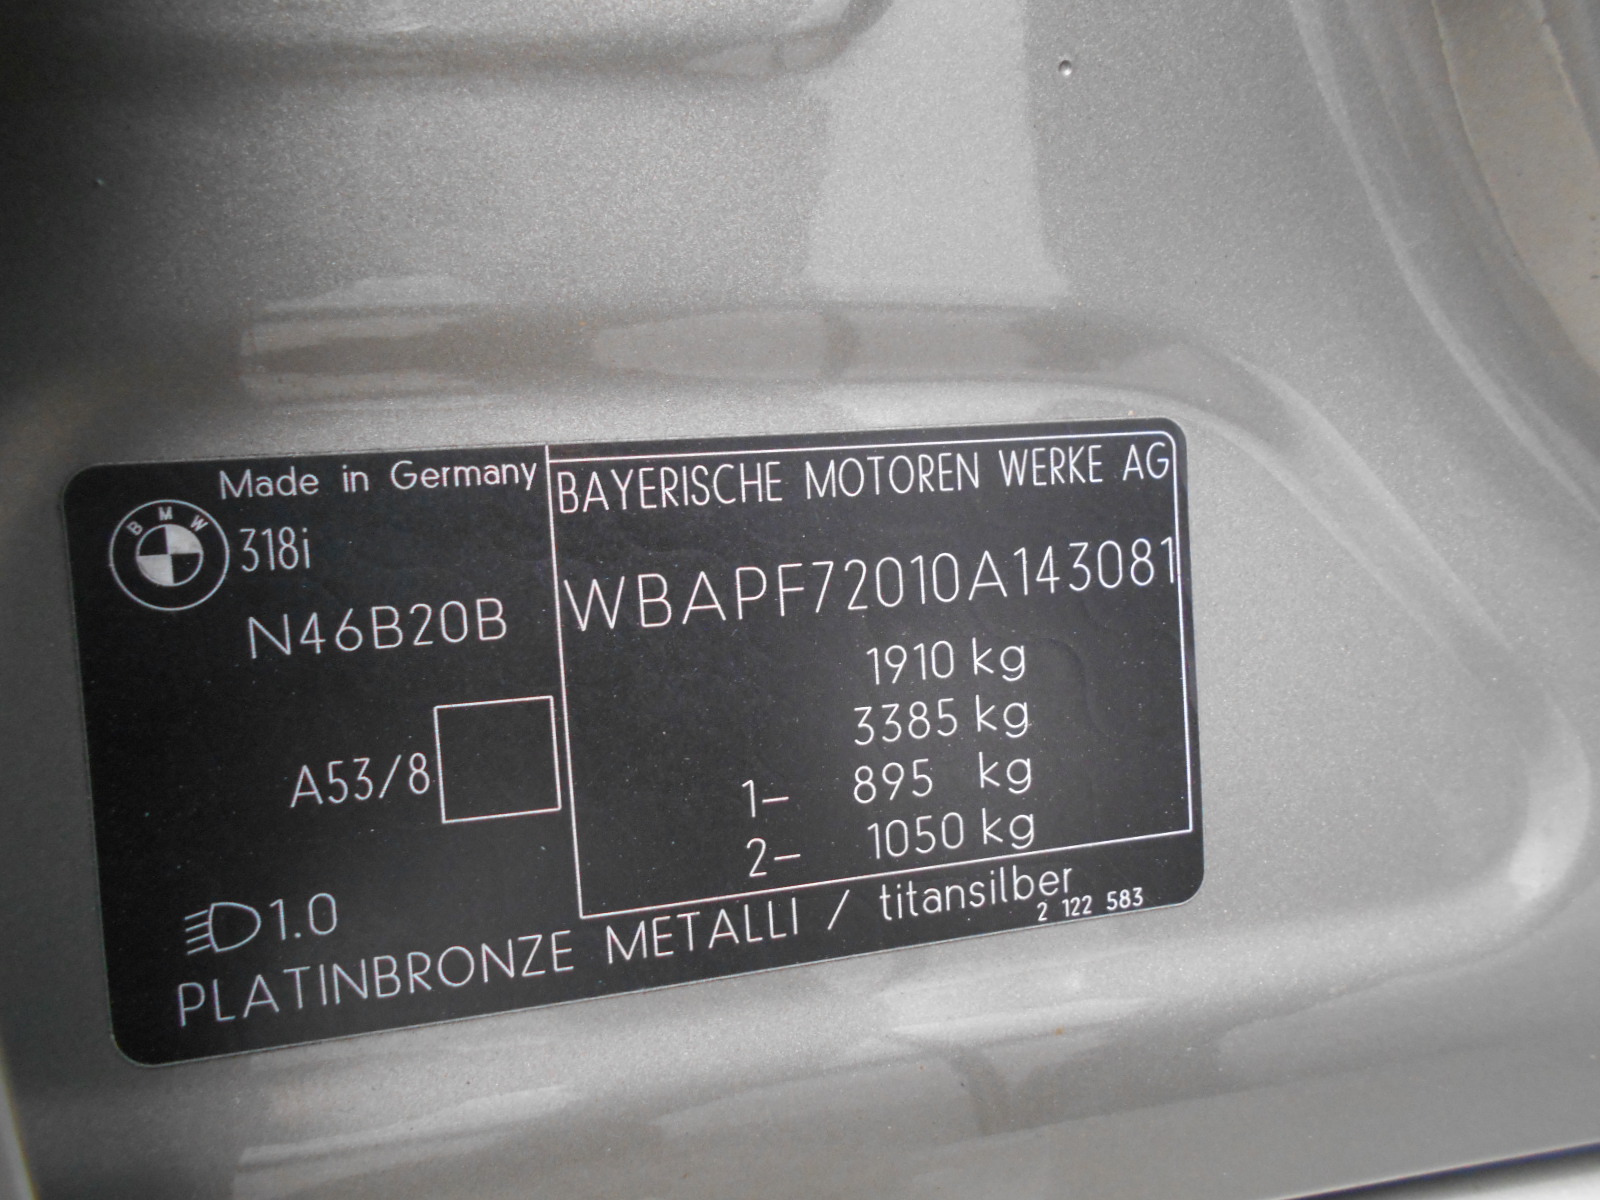 Made in Germany
BMW
318i
N46B20B
A53/8
1.0
BAYERISCHE MOTOREN WERKE AG
WBAPF72010A143081
1910 kg
3385 kg
1– 895 kg
2– 1050 kg
PLATINBRONZE METALLI / titansilber
2 122 583